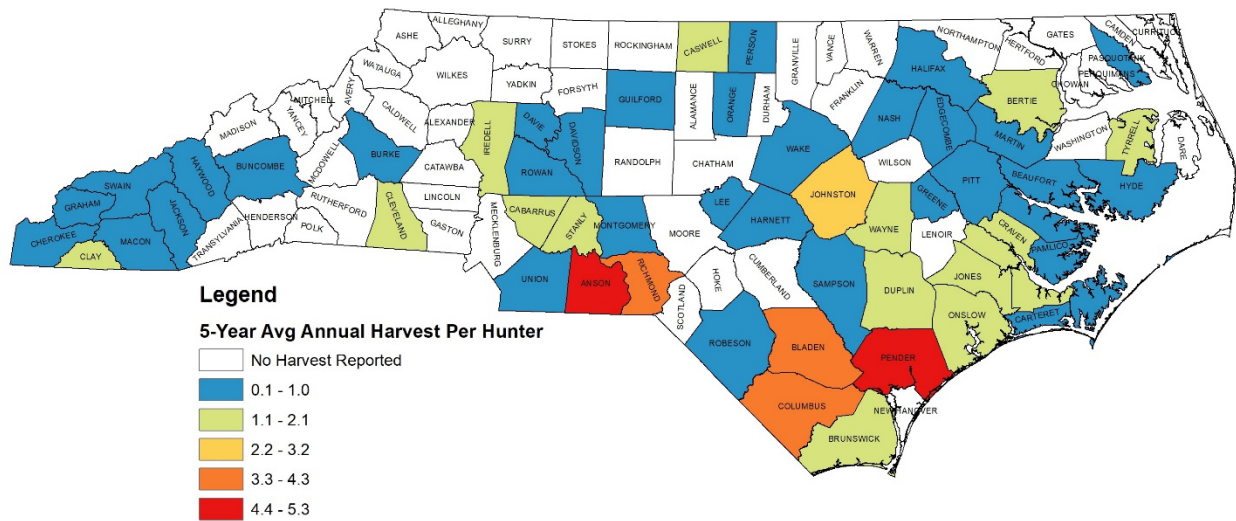 ALLEGHANY
ASHE
SURRY
STOKES
ROCKINGHAM
CASWELL
PERSON
GRANVILLE
VANCE
WARREN
NORTHAMPTON
HERTFORD
GATES
CAMDEN
CURRITUCK
PASQUOTANK
PERQUIMANS
CHOWAN
WATAUGA
WILKES
YADKIN
FORSYTH
GUILFORD
ALAMANCE
ORANGE
DURHAM
FRANKLIN
HALIFAX
BERTIE
MITCHELL
AVERY
YANCEY
MADISON
CALDWELL
ALEXANDER
IREDELL
DAVIE
DAVIDSON
RANDOLPH
CHATHAM
WAKE
NASH
EDGECOMBE
MARTIN
WASHINGTON
TYRRELL
DARE
HAYWOOD
BUNCOMBE
MCDOWELL
BURKE
CATAWBA
ROWAN
WILSON
PITT
BEAUFORT
HYDE
SWAIN
GRAHAM
JACKSON
RUTHERFORD
CLEVELAND
LINCOLN
CABARRUS
STANLY
MONTGOMERY
MOORE
LEE
HARNETT
JOHNSTON
WAYNE
GREENE
CRAVEN
PAMLICO
CHEROKEE
CLAY
MACON
TRANSYLVANIA
HENDERSON
POLK
GASTON
MECKLENBURG
UNION
ANSON
RICHMOND
SCOTLAND
HOKE
CUMBERLAND
SAMPSON
DUPLIN
LENOIR
JONES
ONSLOW
CARTERET
ROBESON
BLADEN
PENDER
COLUMBUS
NEW HANOVER
BRUNSWICK
Legend
5-Year Avg Annual Harvest Per Hunter
No Harvest Reported
0.1 - 1.0
1.1 - 2.1
2.2 - 3.2
3.3 - 4.3
4.4 - 5.3